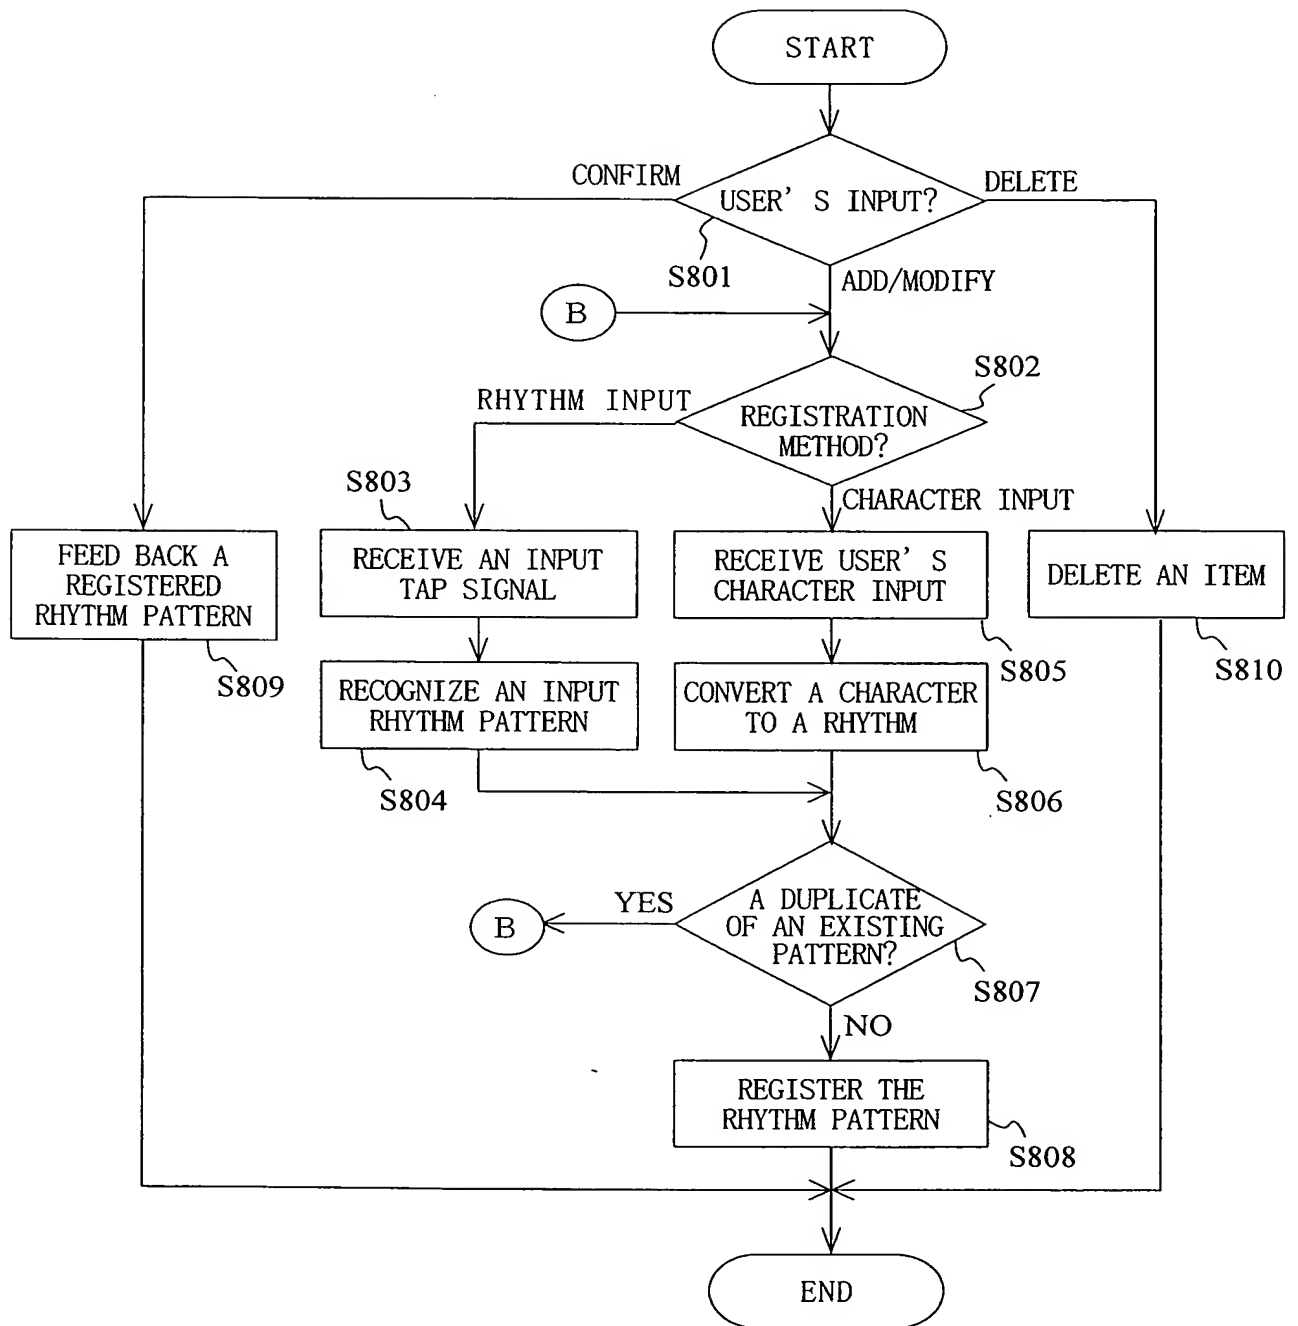 START
CONFIRM
DELETE
USER' S INPUT?
S801
ADD/MODIFY
B
S802
RHYTHM INPUT
REGISTRATION
METHOD?
S803
CHARACTER INPUT
FEED BACK A
REGISTERED
RHYTHM PATTERN
S809
RECEIVE AN INPUT
TAP SIGNAL
RECEIVE USER' S
CHARACTER INPUT
S805
DELETE AN ITEM
S810
RECOGNIZE AN INPUT
RHYTHM PATTERN
S804
CONVERT A CHARACTER
TO A RHYTHM
S806
B
YES
A DUPLICATE
OF AN EXISTING
PATTERN?
S807
NO
REGISTER THE
RHYTHM PATTERN
S808
END